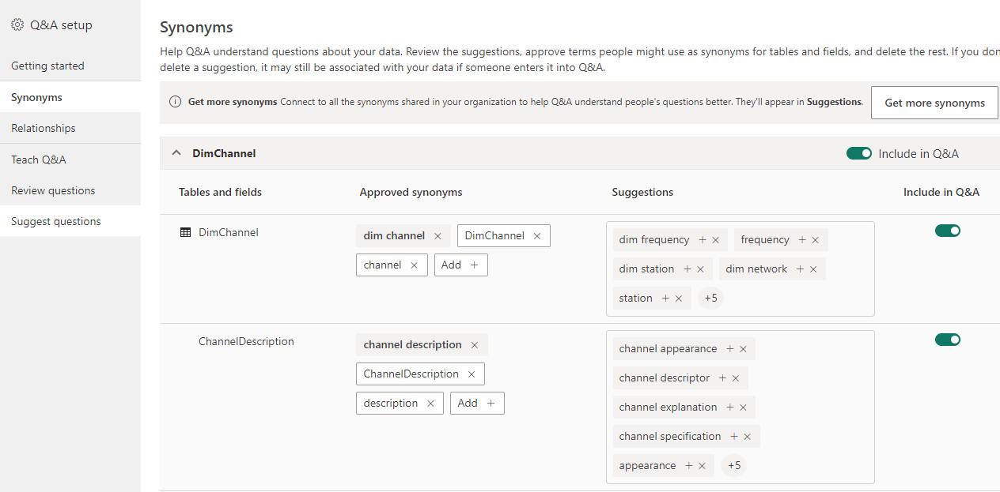 Q&A setup
Getting started
Synonyms
Relationships
Teach Q&A
Review questions
Suggest questions
Synonyms
Help Q&A understand questions about your data. Review the suggestions, approve terms people might use as synonyms for tables and fields, and delete the rest. If you don
delete a suggestion, it may still be associated with your data if someone enters it into Q&A.
Get more synonyms Connect to all the synonyms shared in your organization to help Q&A understand people's questions better. They'll appear in Suggestions.
Get more synonyms
DimChannel
Include in Q&A
Tables and fields Approved synonyms Suggestions Include in Q&A
DimChannel
dim channel × DimChannel ×
channel × Add +
dim frequency + × frequency + ×
dim station + × dim network + ×
station + × +5
ChannelDescription
channel description ×
ChannelDescription ×
description × Add +
channel appearance + ×
channel descriptor + ×
channel explanation + ×
channel specification + ×
appearance + × +5